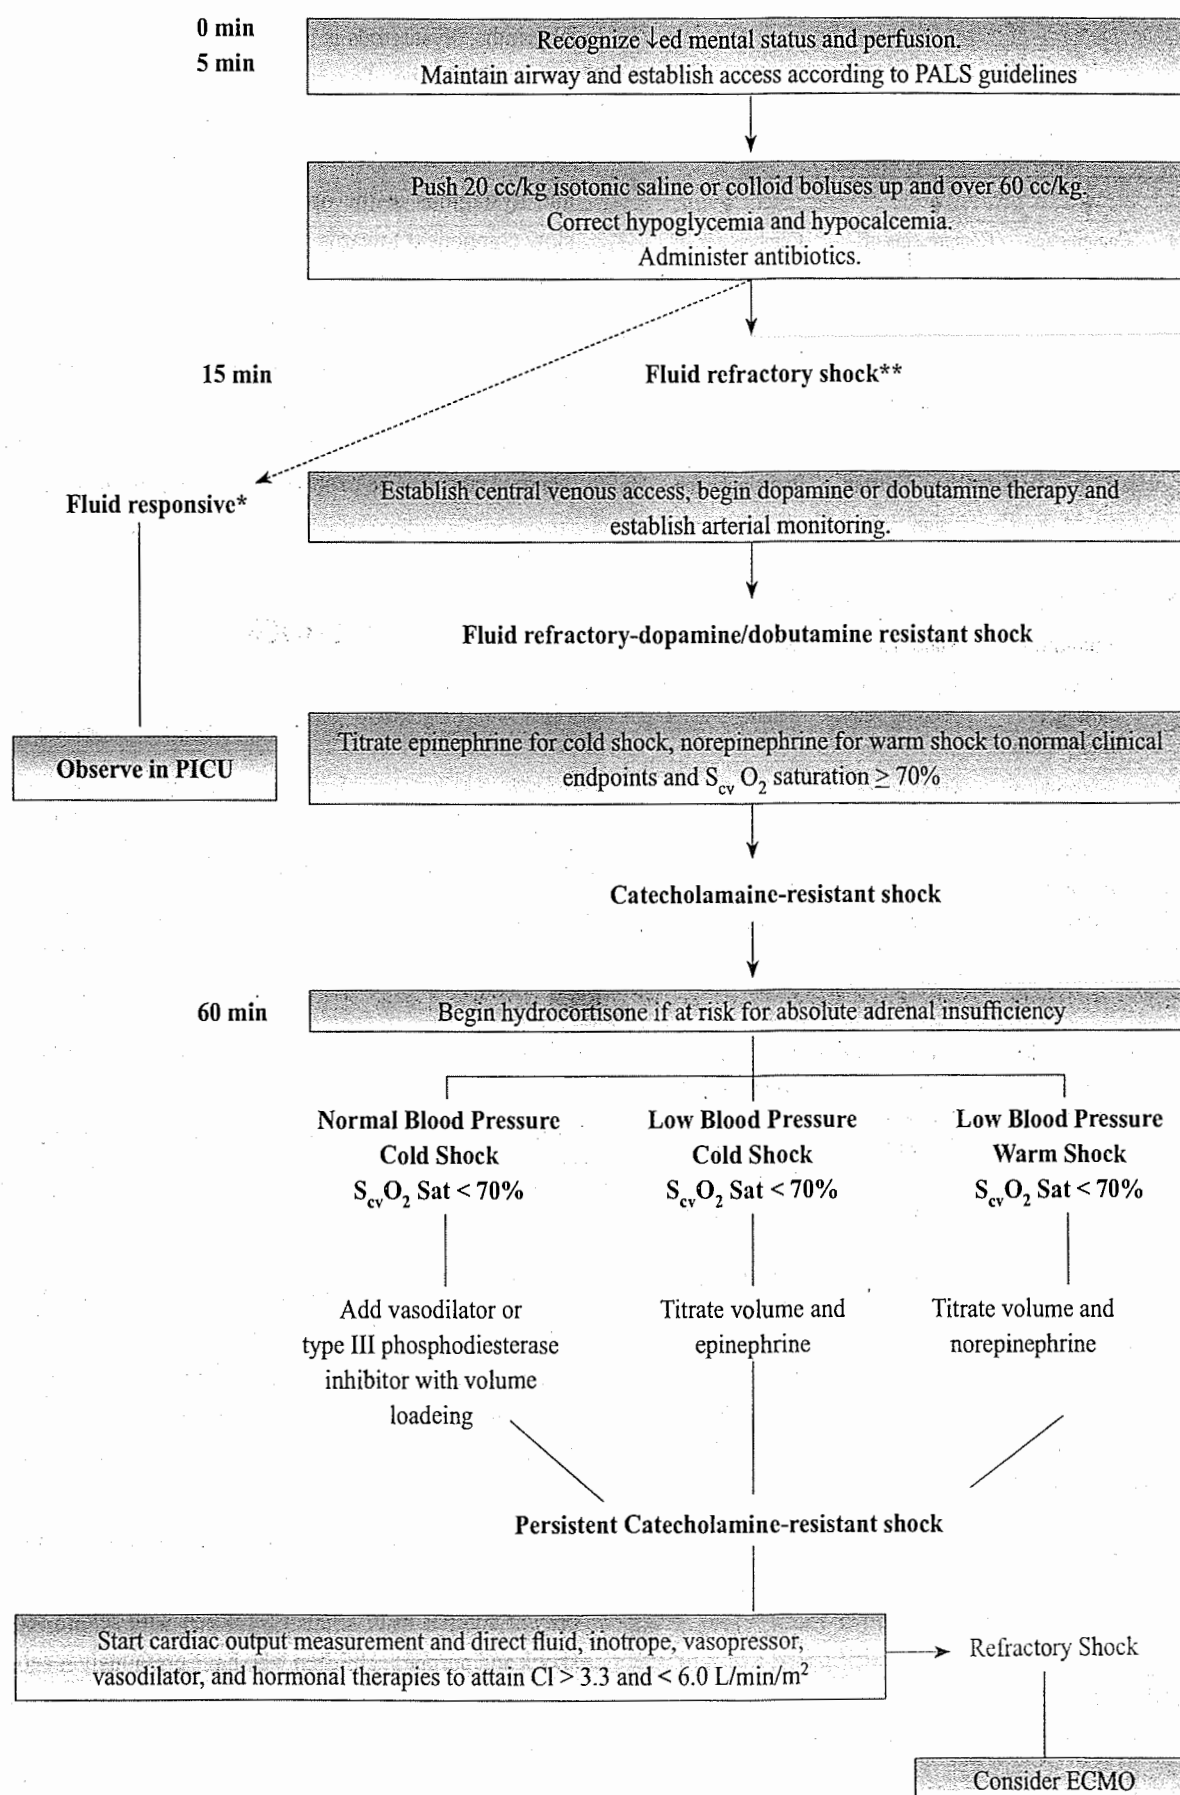 0 min
5 min
Recognize ↓ed mental status and perfusion.
Maintain airway and establish access according to PALS guidelines
Push 20 cc/kg isotonic saline or colloid boluses up and over 60 cc/kg.
Correct hypoglycemia and hypocalcemia.
Administer antibiotics.
15 min
Fluid refractory shock**
Fluid responsive*
Establish central venous access, begin dopamine or dobutamine therapy and
establish arterial monitoring.
Fluid refractory-dopamine/dobutamine resistant shock
Observe in PICU
Titrate epinephrine for cold shock, norepinephrine for warm shock to normal clinical
endpoints and ScvO2 saturation ≥ 70%
Catecholamaine-resistant shock
60 min
Begin hydrocortisone if at risk for absolute adrenal insufficiency
Normal Blood Pressure
Cold Shock
ScvO2 Sat < 70%
Low Blood Pressure
Cold Shock
ScvO2 Sat < 70%
Low Blood Pressure
Warm Shock
ScvO2 Sat < 70%
Add vasodilator or
type III phosphodiesterase
inhibitor with volume
loadeing
Titrate volume and
epinephrine
Titrate volume and
norepinephrine
Persistent Catecholamine-resistant shock
Start cardiac output measurement and direct fluid, inotrope, vasopressor,
vasodilator, and hormonal therapies to attain CI > 3.3 and < 6.0 L/min/m²
Refractory Shock
Consider ECMO